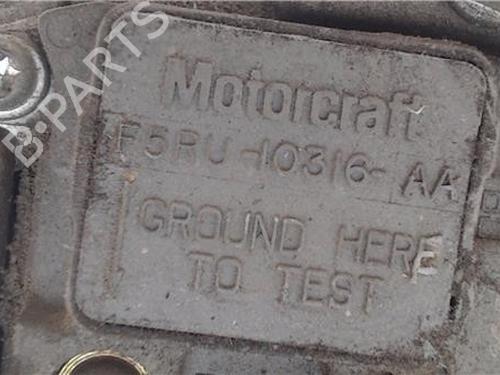 B-PARTS
Motorcraft
F5RU-10316-AA
GROUND HERE
TO TEST